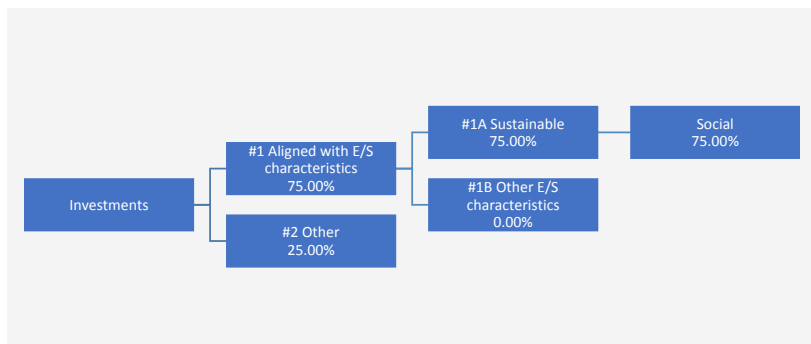 Investments
#1 Aligned with E/S
characteristics
75.00%
#2 Other
25.00%
#1A Sustainable
75.00%
#1B Other E/S
characteristics
0.00%
Social
75.00%